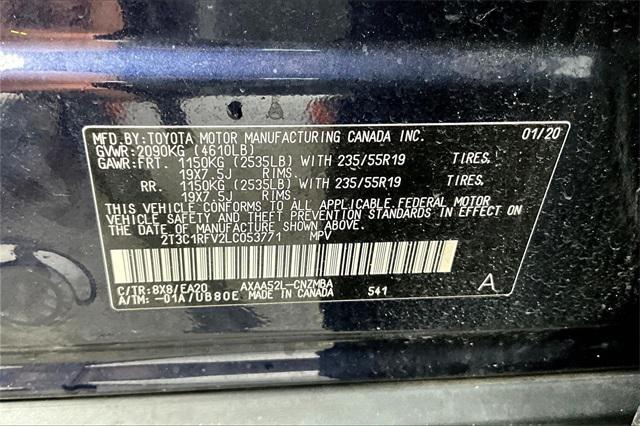 MFD.BY:TOYOTA MOTOR MANUFACTURING CANADA INC. 01/20
GVWR:2090KG (4610LB)
GAWR:FRT. 1150KG (2535LB) WITH 235/55R19 TIRES.
19X7.5J RIMS.
RR. 1150KG (2535LB) WITH 235/55R19 TIRES.
19X7.5J RIMS.
THIS VEHICLE CONFORMS TO ALL APPLICABLE FEDERAL MOTOR
VEHICLE SAFETY AND THEFT PREVENTION STANDARDS IN EFFECT ON
THE DATE OF MANUFACTURE SHOWN ABOVE.
2T3C1RFV2LC053771 MPV
C/TR:8X8/EA20 AXAA52L-CNZMBA A
A/TM:-01A/UB80E MADE IN CANADA 541